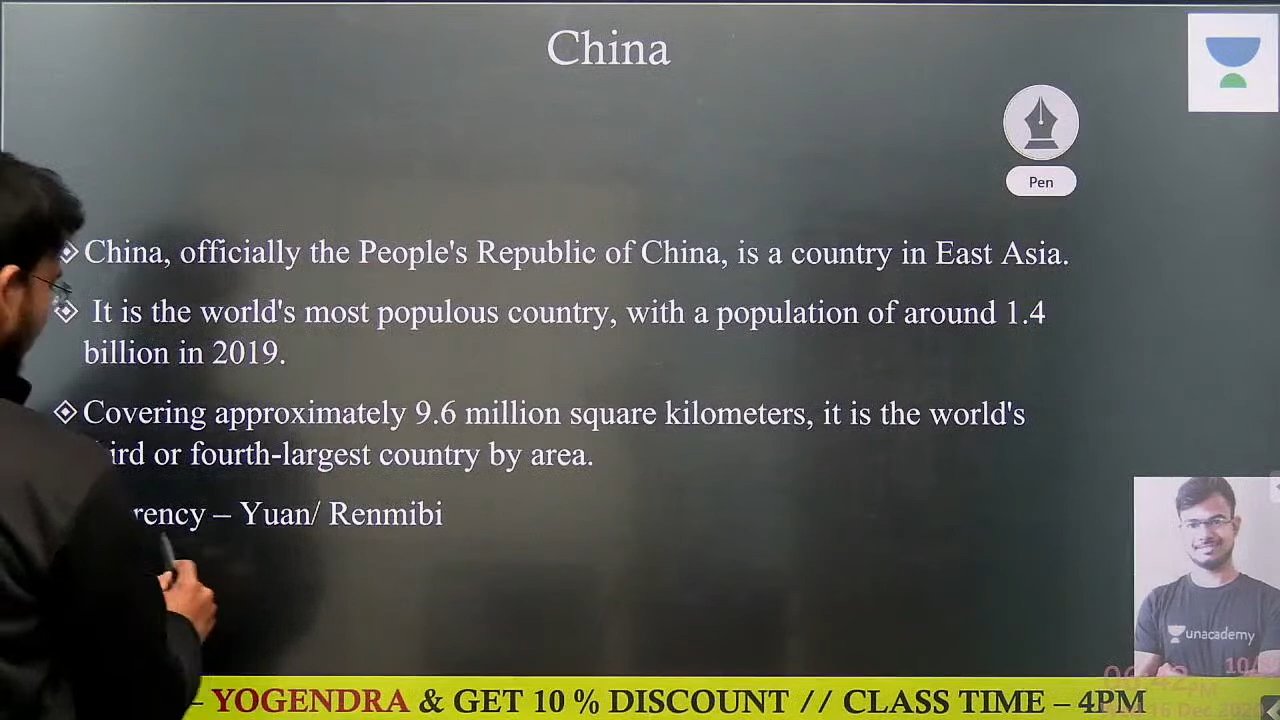 China
Pen
China, officially the People's Republic of China, is a country in East Asia.
It is the world's most populous country, with a population of around 1.4
billion in 2019.
Covering approximately 9.6 million square kilometers, it is the world's
ird or fourth-largest country by area.
rency – Yuan/ Renmibi
unacademy
– YOGENDRA & GET 10 % DISCOUNT // CLASS TIME – 4PM